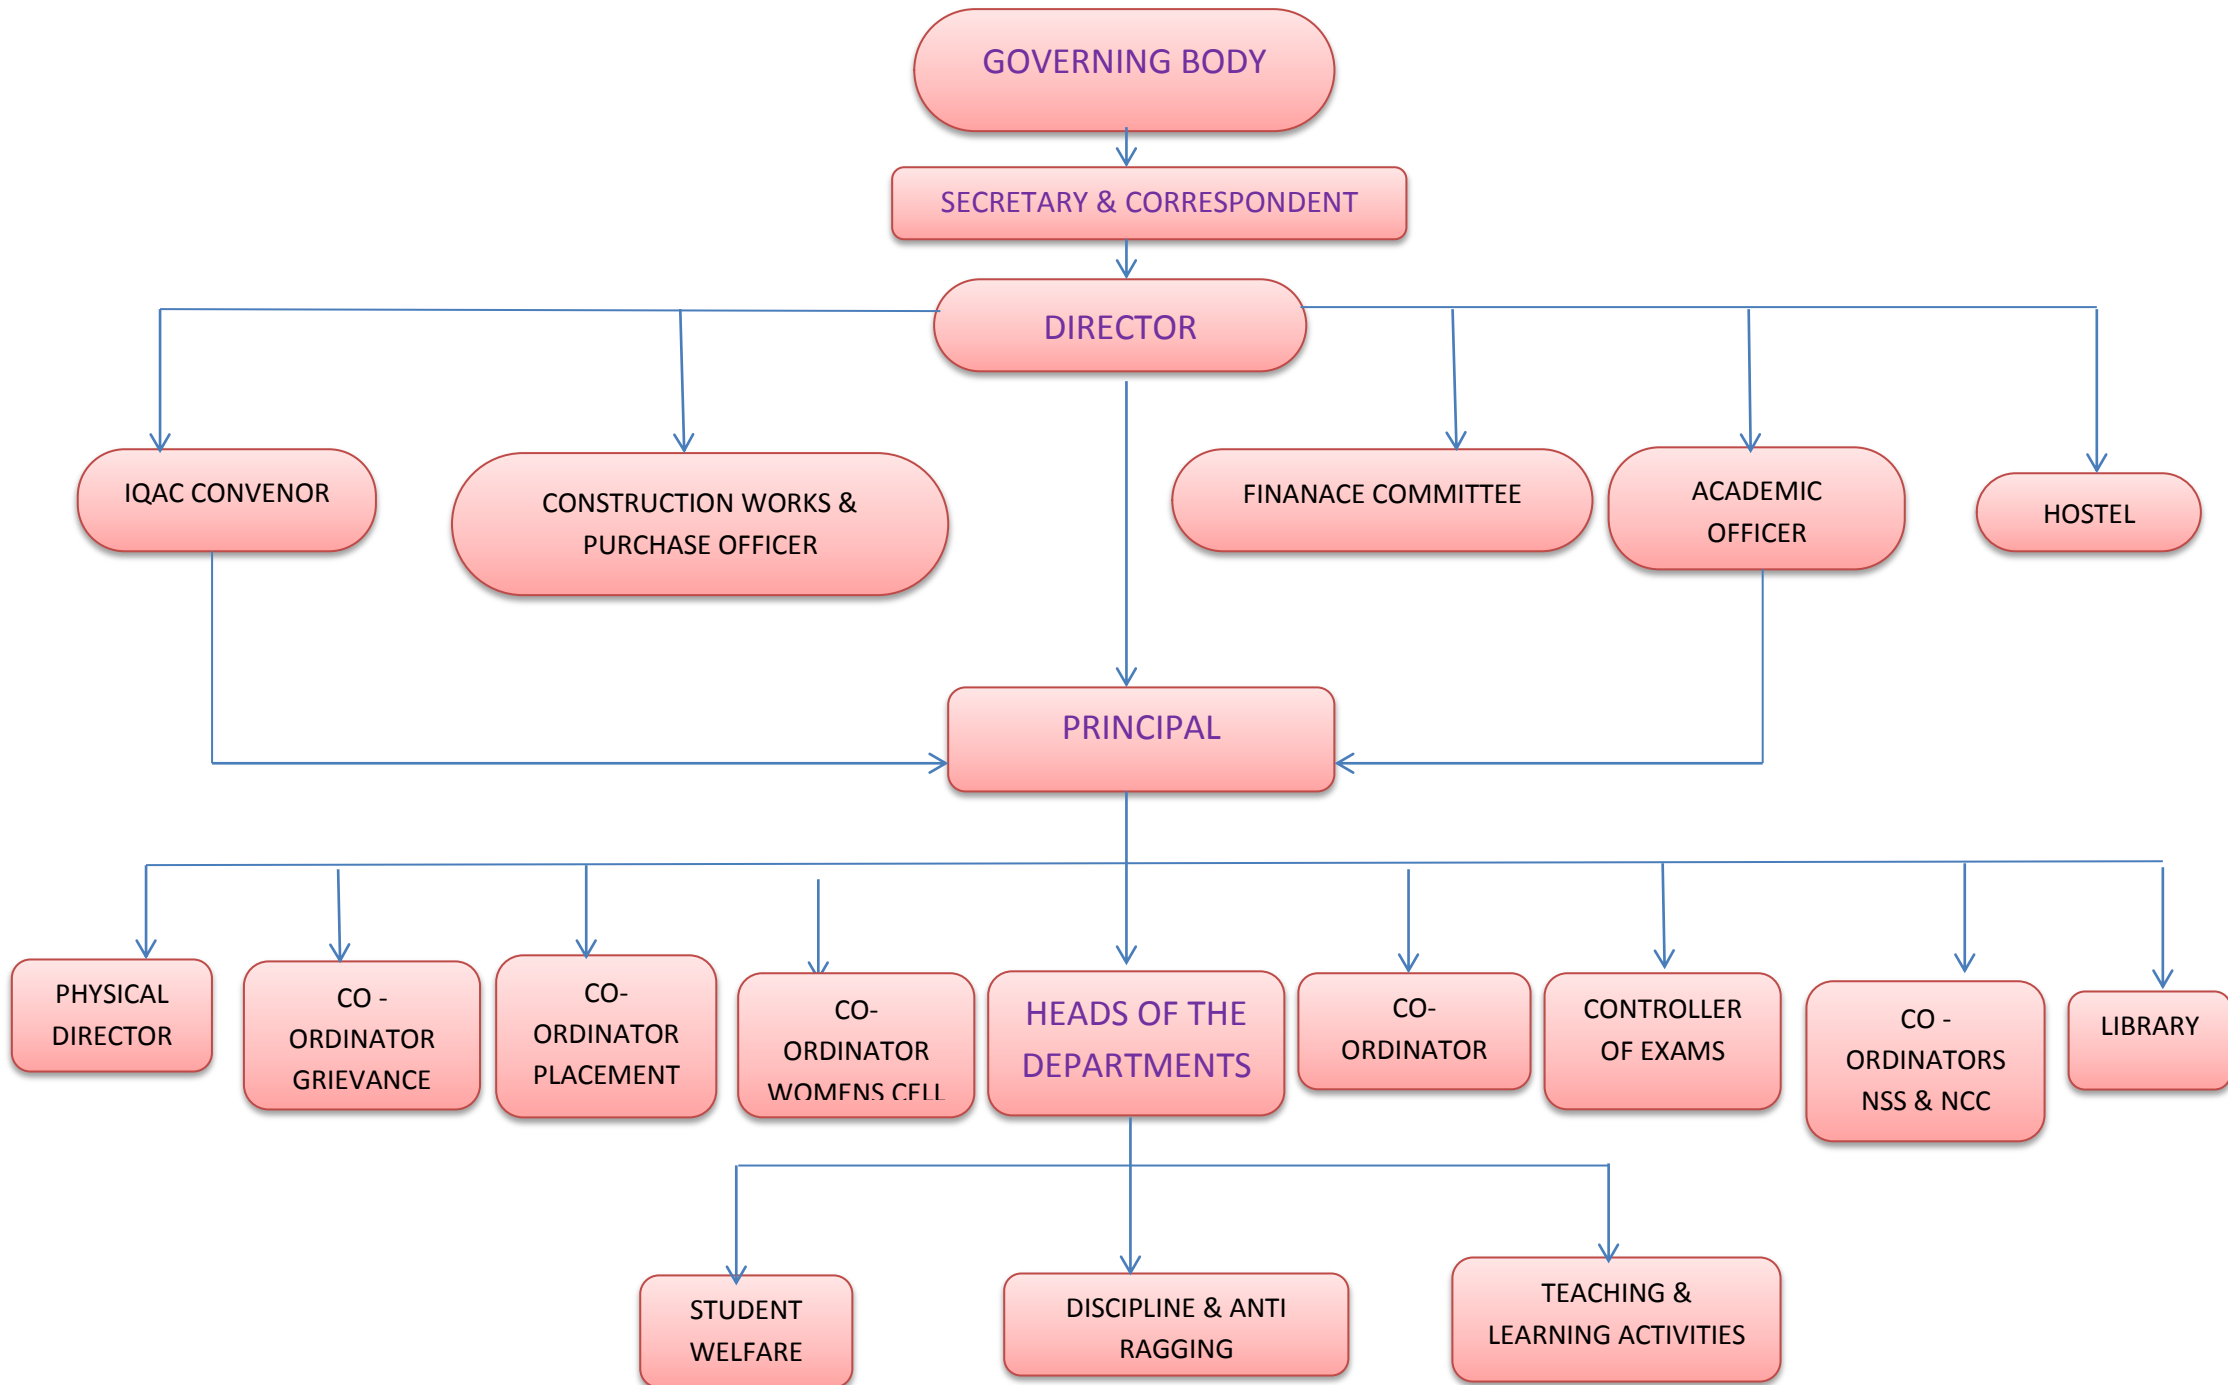 GOVERNING BODY
SECRETARY & CORRESPONDENT
DIRECTOR
IQAC CONVENOR
CONSTRUCTION WORKS &
PURCHASE OFFICER
FINANACE COMMITTEE
ACADEMIC
OFFICER
HOSTEL
PRINCIPAL
PHYSICAL
DIRECTOR
CO -
ORDINATOR
GRIEVANCE
CO-
ORDINATOR
PLACEMENT
CO-
ORDINATOR
WOMENS CELL
HEADS OF THE
DEPARTMENTS
CO-
ORDINATOR
CONTROLLER
OF EXAMS
CO -
ORDINATORS
NSS & NCC
LIBRARY
STUDENT
WELFARE
DISCIPLINE & ANTI
RAGGING
TEACHING &
LEARNING ACTIVITIES